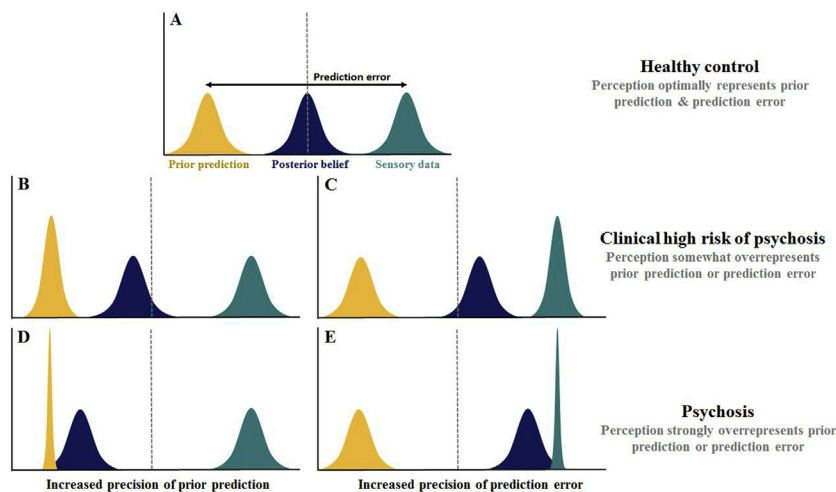 A
Prediction error
Prior prediction
Posterior belief
Sensory data
Healthy control
Perception optimally represents prior
prediction & prediction error
B
C
Clinical high risk of psychosis
Perception somewhat overrepresents
prior prediction or prediction error
D
E
Psychosis
Perception strongly overrepresents prior
prediction or prediction error
Increased precision of prior prediction
Increased precision of prediction error